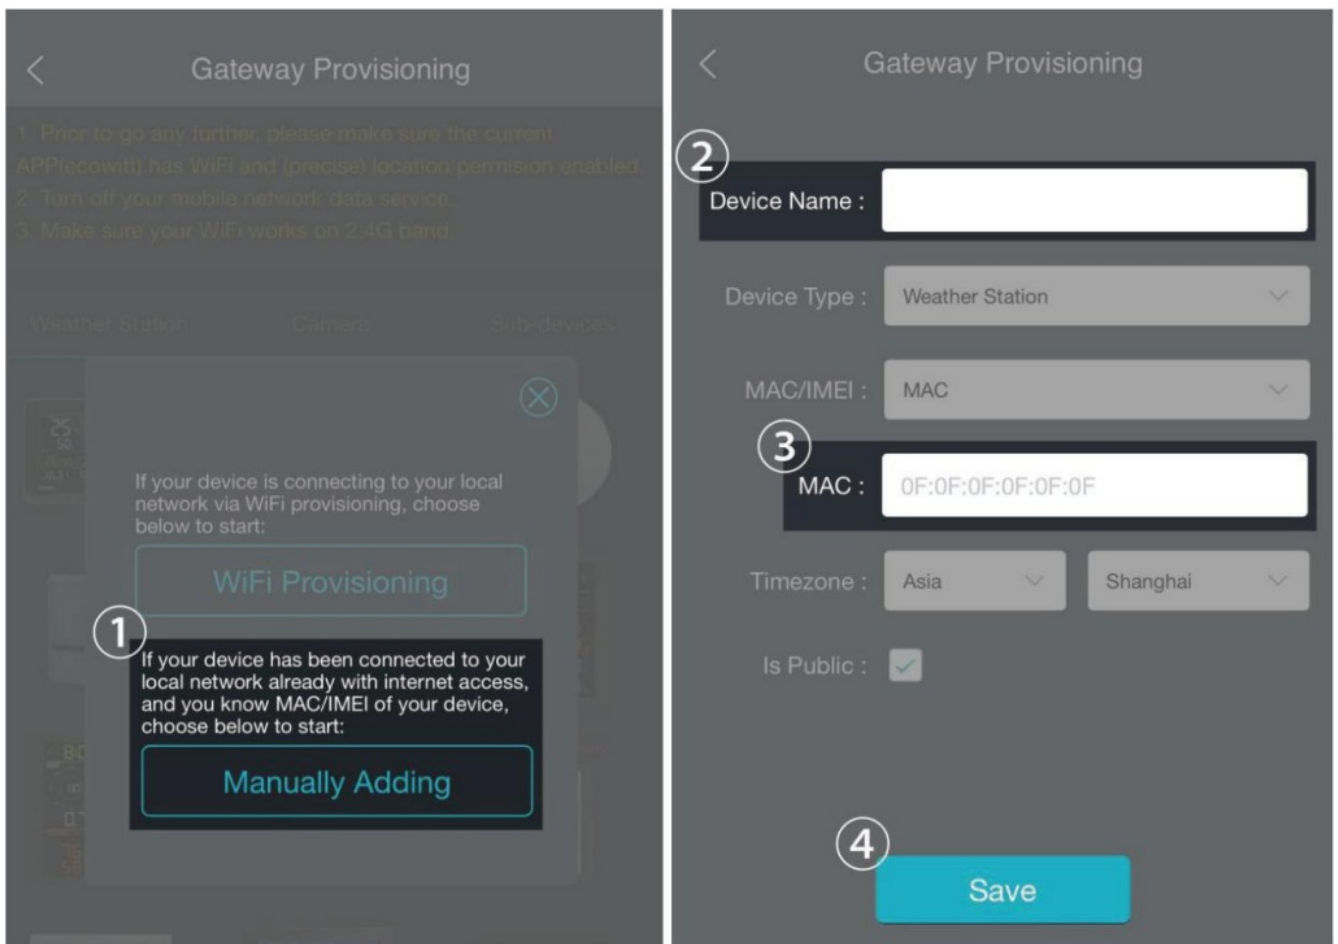 Gateway Provisioning
1. Prior to go any further, please make sure the current
APP(ecowitt) has WiFi and (precise) location permision enabled.
2. Turn off your mobile network data service.
3. Make sure your WiFi works on 2.4G band.
Weather Station Camera Sub-devices
If your device is connecting to your local
network via WiFi provisioning, choose
below to start:
WiFi Provisioning
1
If your device has been connected to your
local network already with internet access,
and you know MAC/IMEI of your device,
choose below to start:
Manually Adding
Gateway Provisioning
2
Device Name :
Device Type : Weather Station
MAC/IMEI : MAC
3
MAC : 0F:0F:0F:0F:0F:0F
Timezone : Asia Shanghai
Is Public :
4
Save